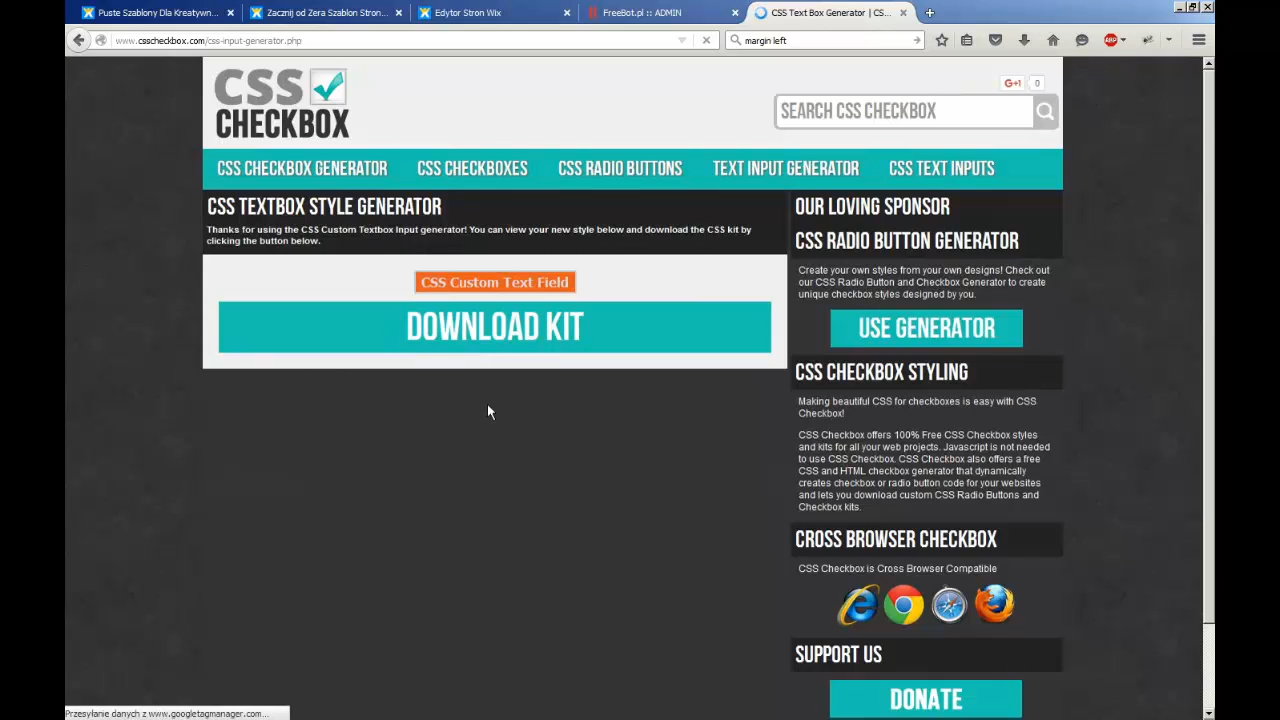 Puste Szablony Dla Kreatywn...
Zacznij od Zera Szablon Stron...
Edytor Stron Wix
FreeBot.pl :: ADMIN
CSS Text Box Generator | CS...
www.csscheckbox.com/css-input-generator.php
margin left
ABP
CSS
CHECKBOX
G+1
0
SEARCH CSS CHECKBOX
CSS CHECKBOX GENERATOR
CSS CHECKBOXES
CSS RADIO BUTTONS
TEXT INPUT GENERATOR
CSS TEXT INPUTS
CSS TEXTBOX STYLE GENERATOR
Thanks for using the CSS Custom Textbox Input generator! You can view your new style below and download the CSS kit by
clicking the button below.
CSS Custom Text Field
DOWNLOAD KIT
OUR LOVING SPONSOR
CSS RADIO BUTTON GENERATOR
Create your own styles from your own designs! Check out
our CSS Radio Button and Checkbox Generator to create
unique checkbox styles designed by you.
USE GENERATOR
CSS CHECKBOX STYLING
Making beautiful CSS for checkboxes is easy with CSS
Checkbox!
CSS Checkbox offers 100% Free CSS Checkbox styles
and kits for all your web projects. Javascript is not needed
to use CSS Checkbox. CSS Checkbox also offers a free
CSS and HTML checkbox generator that dynamically
creates checkbox or radio button code for your websites
and lets you download custom CSS Radio Buttons and
Checkbox kits.
CROSS BROWSER CHECKBOX
CSS Checkbox is Cross Browser Compatible
SUPPORT US
DONATE
Przesyłanie danych z www.googletagmanager.com...